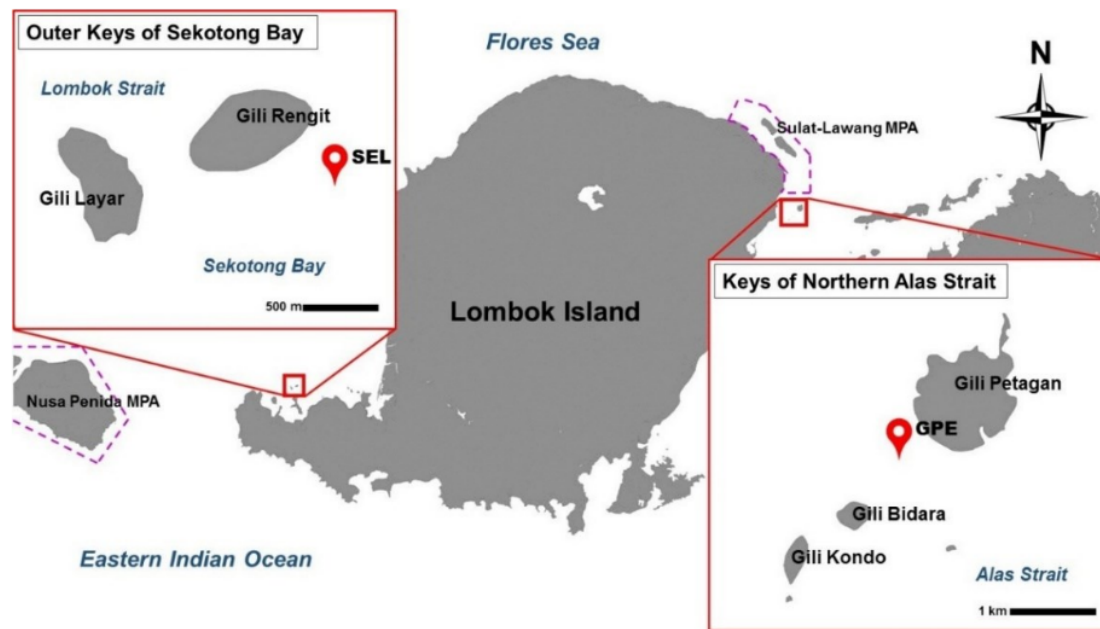 Outer Keys of Sekotong Bay
Flores Sea
N
Lombok Strait
Gili Rengit
SEL
Gili Layar
Sulat-Lawang MPA
Sekotong Bay
500 m
Keys of Northern Alas Strait
Lombok Island
Gili Petagan
Nusa Penida MPA
GPE
Gili Bidara
Gili Kondo
Eastern Indian Ocean
Alas Strait
1 km